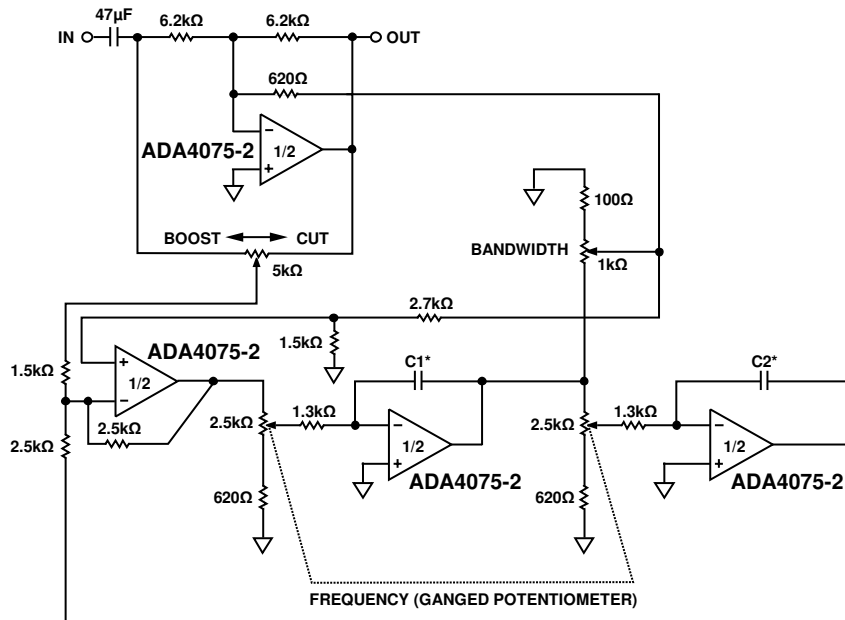 47µF
6.2kΩ
6.2kΩ
IN
OUT
620Ω
ADA4075-2
1/2
100Ω
BOOST
CUT
BANDWIDTH
1kΩ
5kΩ
2.7kΩ
ADA4075-2
1.5kΩ
C1*
C2*
1.5kΩ
1/2
2.5kΩ
1.3kΩ
2.5kΩ
1.3kΩ
2.5kΩ
2.5kΩ
1/2
1/2
620Ω
ADA4075-2
620Ω
ADA4075-2
FREQUENCY (GANGED POTENTIOMETER)